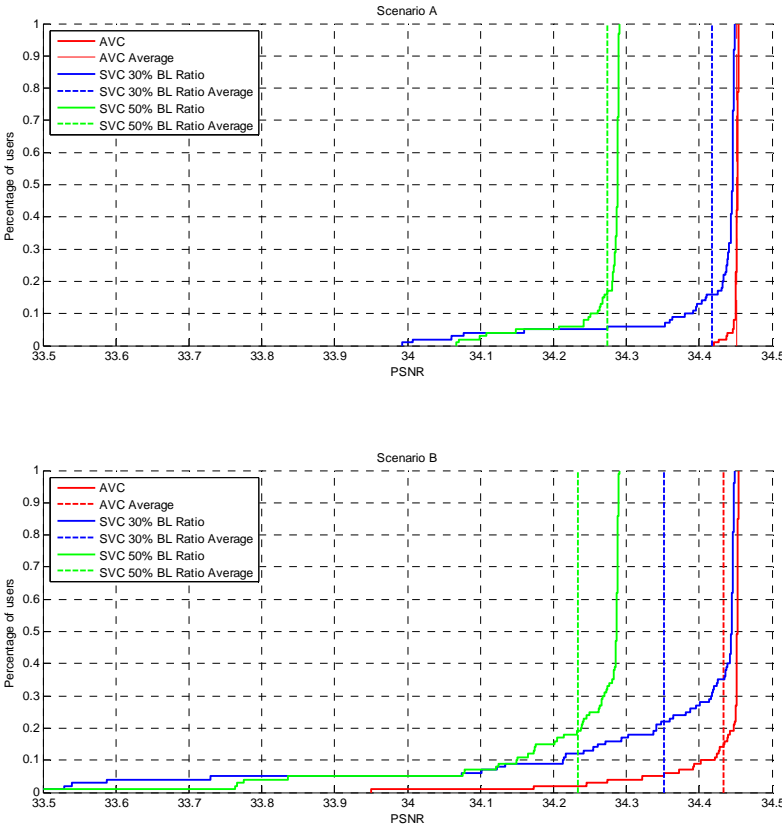 Scenario A
Percentage of users
1
0.9
0.8
0.7
0.6
0.5
0.4
0.3
0.2
0.1
0
AVC
AVC Average
SVC 30% BL Ratio
SVC 30% BL Ratio Average
SVC 50% BL Ratio
SVC 50% BL Ratio Average
33.5 33.6 33.7 33.8 33.9 34 34.1 34.2 34.3 34.4 34.5
PSNR
Scenario B
Percentage of users
1
0.9
0.8
0.7
0.6
0.5
0.4
0.3
0.2
0.1
0
AVC
AVC Average
SVC 30% BL Ratio
SVC 30% BL Ratio Average
SVC 50% BL Ratio
SVC 50% BL Ratio Average
33.5 33.6 33.7 33.8 33.9 34 34.1 34.2 34.3 34.4 34.5
PSNR